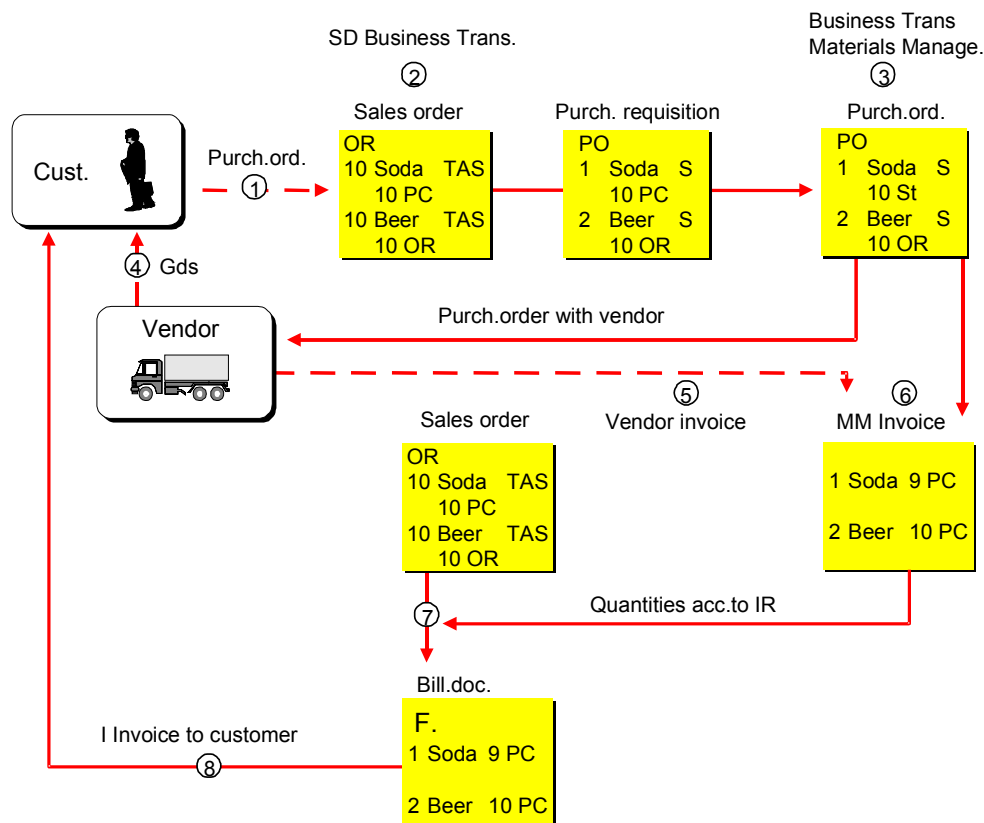 SD Business Trans.
②
Business Trans
Materials Manage.
③
Sales order
Purch. requisition
Purch.ord.
Cust.
Purch.ord.
①
OR
10 Soda TAS
10 PC
10 Beer TAS
10 OR
PO
1 Soda S
10 PC
2 Beer S
10 OR
PO
1 Soda S
10 St
2 Beer S
10 OR
④ Gds
Vendor
Purch.order with vendor
⑤
Vendor invoice
⑥
MM Invoice
Sales order
OR
10 Soda TAS
10 PC
10 Beer TAS
10 OR
1 Soda 9 PC
2 Beer 10 PC
Quantities acc.to IR
⑦
Bill.doc.
F.
1 Soda 9 PC
2 Beer 10 PC
I Invoice to customer
⑧